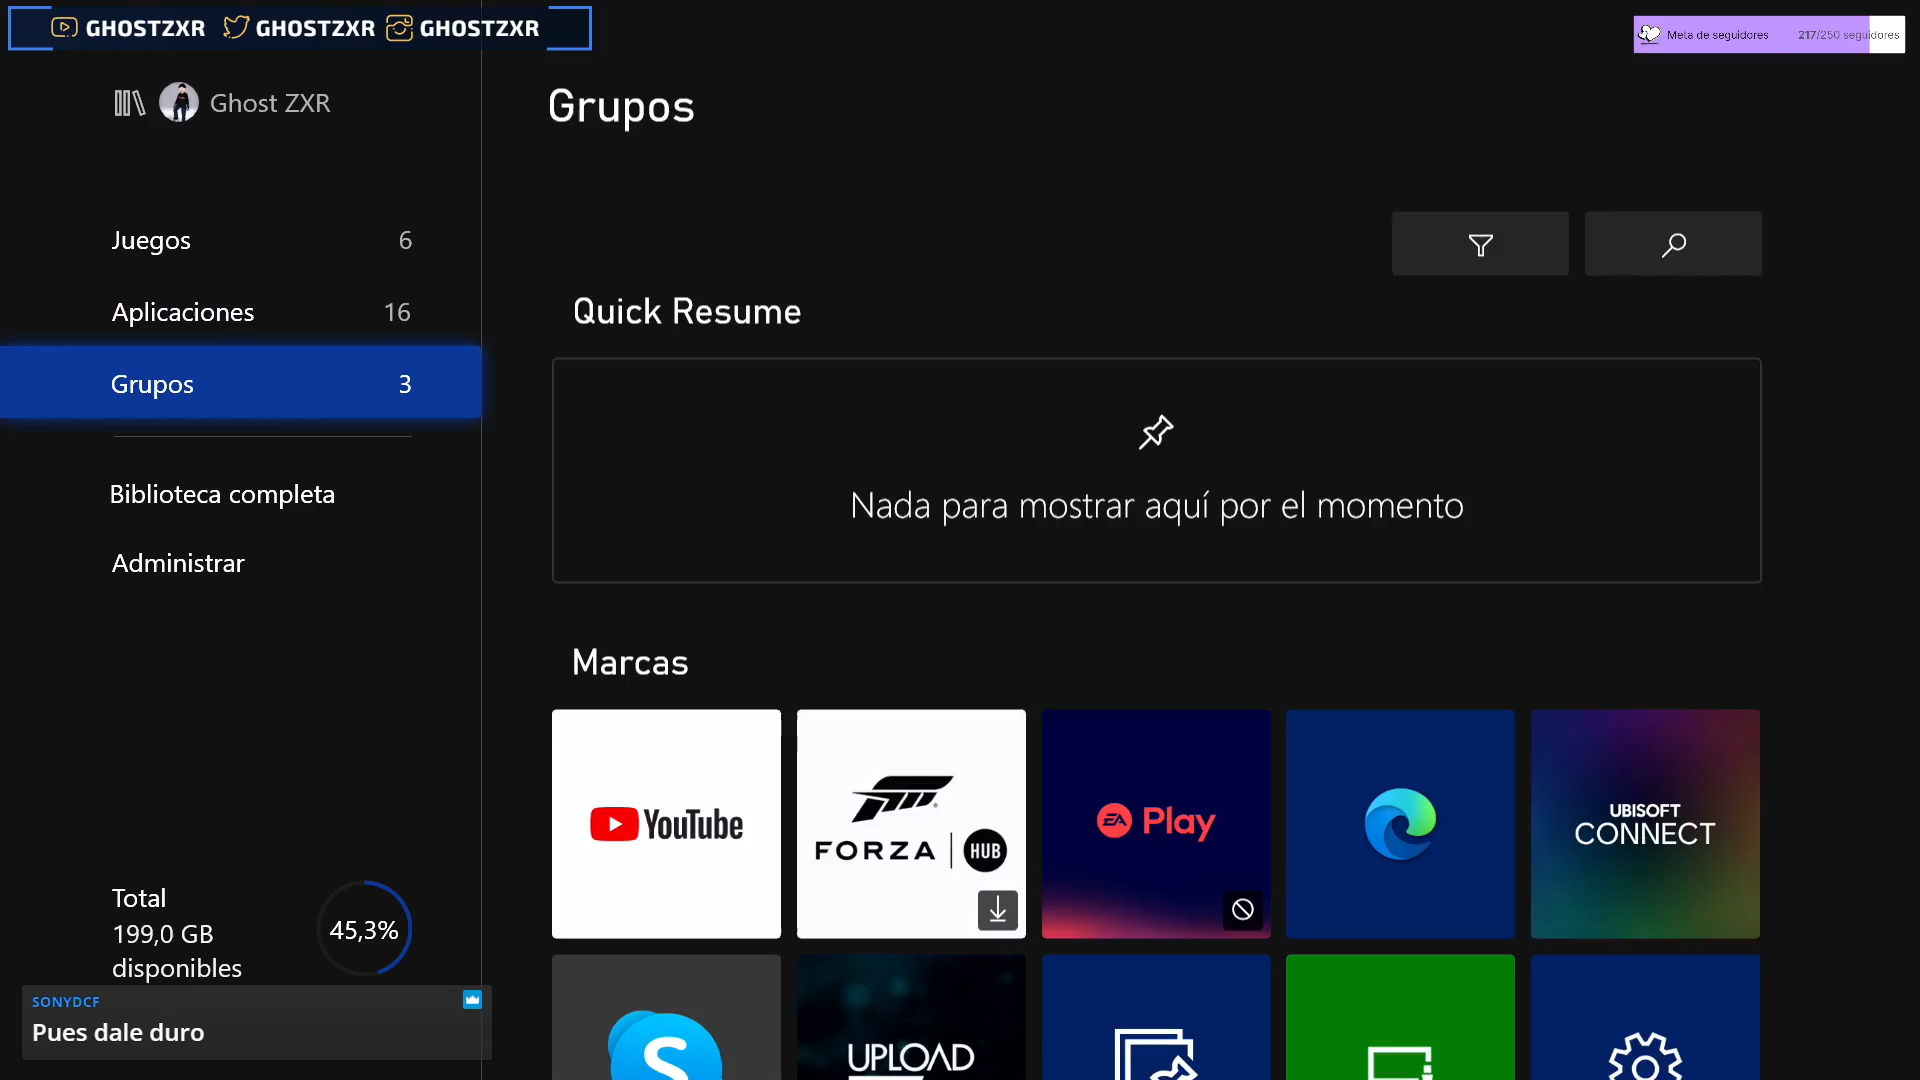 GHOSTZXR GHOSTZXR GHOSTZXR
Meta de seguidores 217/250 seguidores
Ghost ZXR
Juegos 6
Aplicaciones 16
Grupos 3
Biblioteca completa
Administrar
Total
199,0 GB
disponibles
45,3%
SONYDCF
Pues dale duro
Grupos
Quick Resume
Nada para mostrar aquí por el momento
Marcas
YouTube
FORZA HUB
EA Play
UBISOFT
CONNECT
S
UPLOAD